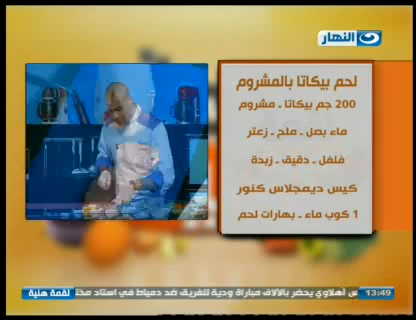 النهار
لحم بيكاتا بالمشروم
200 جم بيكاتا ـ مشروم
ماء بصل ـ ملح ـ زعتر
فلفل ـ دقيق ـ زبدة
كيس ديمجلاس كنور
1 كوب ماء ـ بهارات لحم
لقمة هنية
س أهلاوي يحضر بالآلاف مباراة ودية للفريق ضد دمياط في استاد مخت
13:49